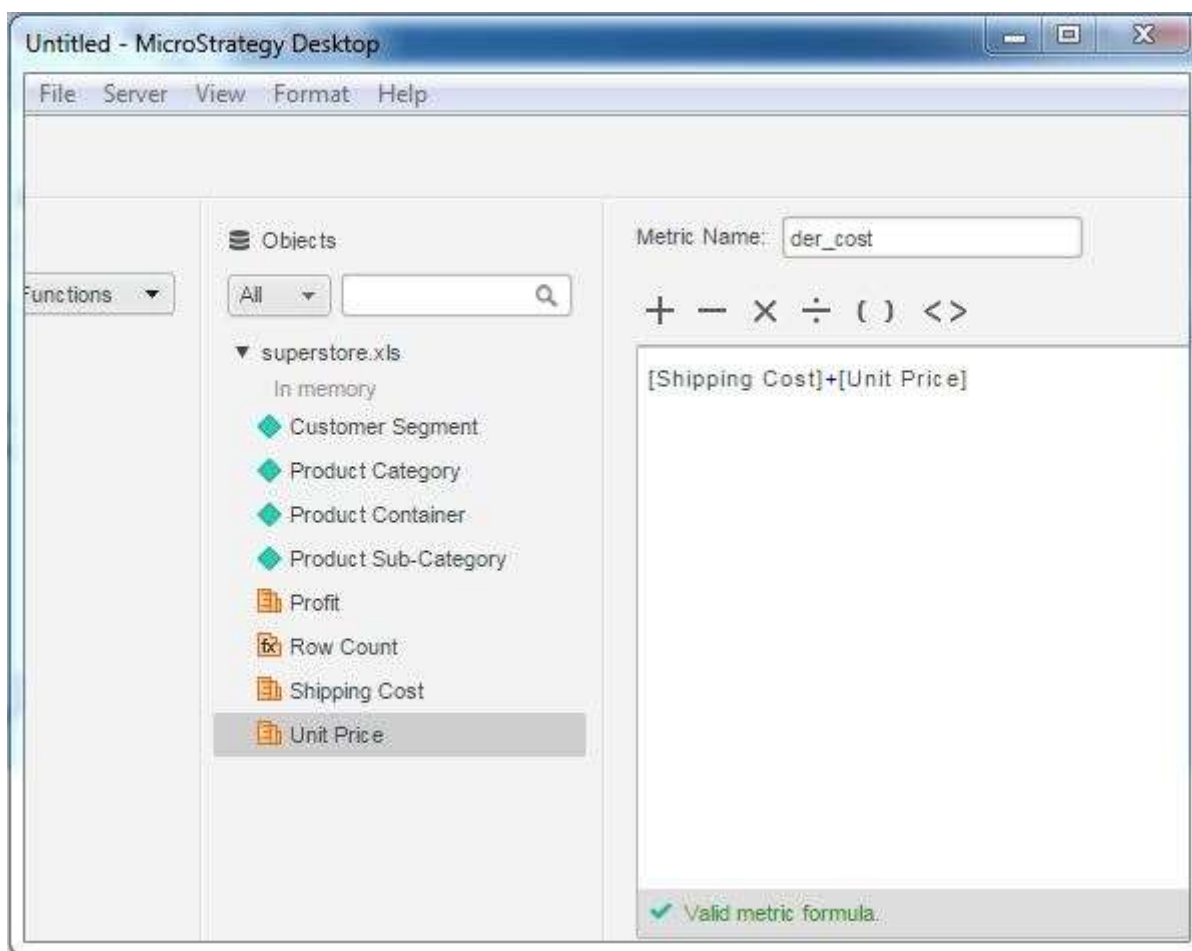 Untitled - MicroStrategy Desktop
File Server View Format Help
Functions
Objects
All
superstore.xls
In memory
Customer Segment
Product Category
Product Container
Product Sub-Category
Profit
fx Row Count
Shipping Cost
Unit Price
Metric Name: der_cost
+ − × ÷ ( ) < >
[Shipping Cost]+[Unit Price]
Valid metric formula.